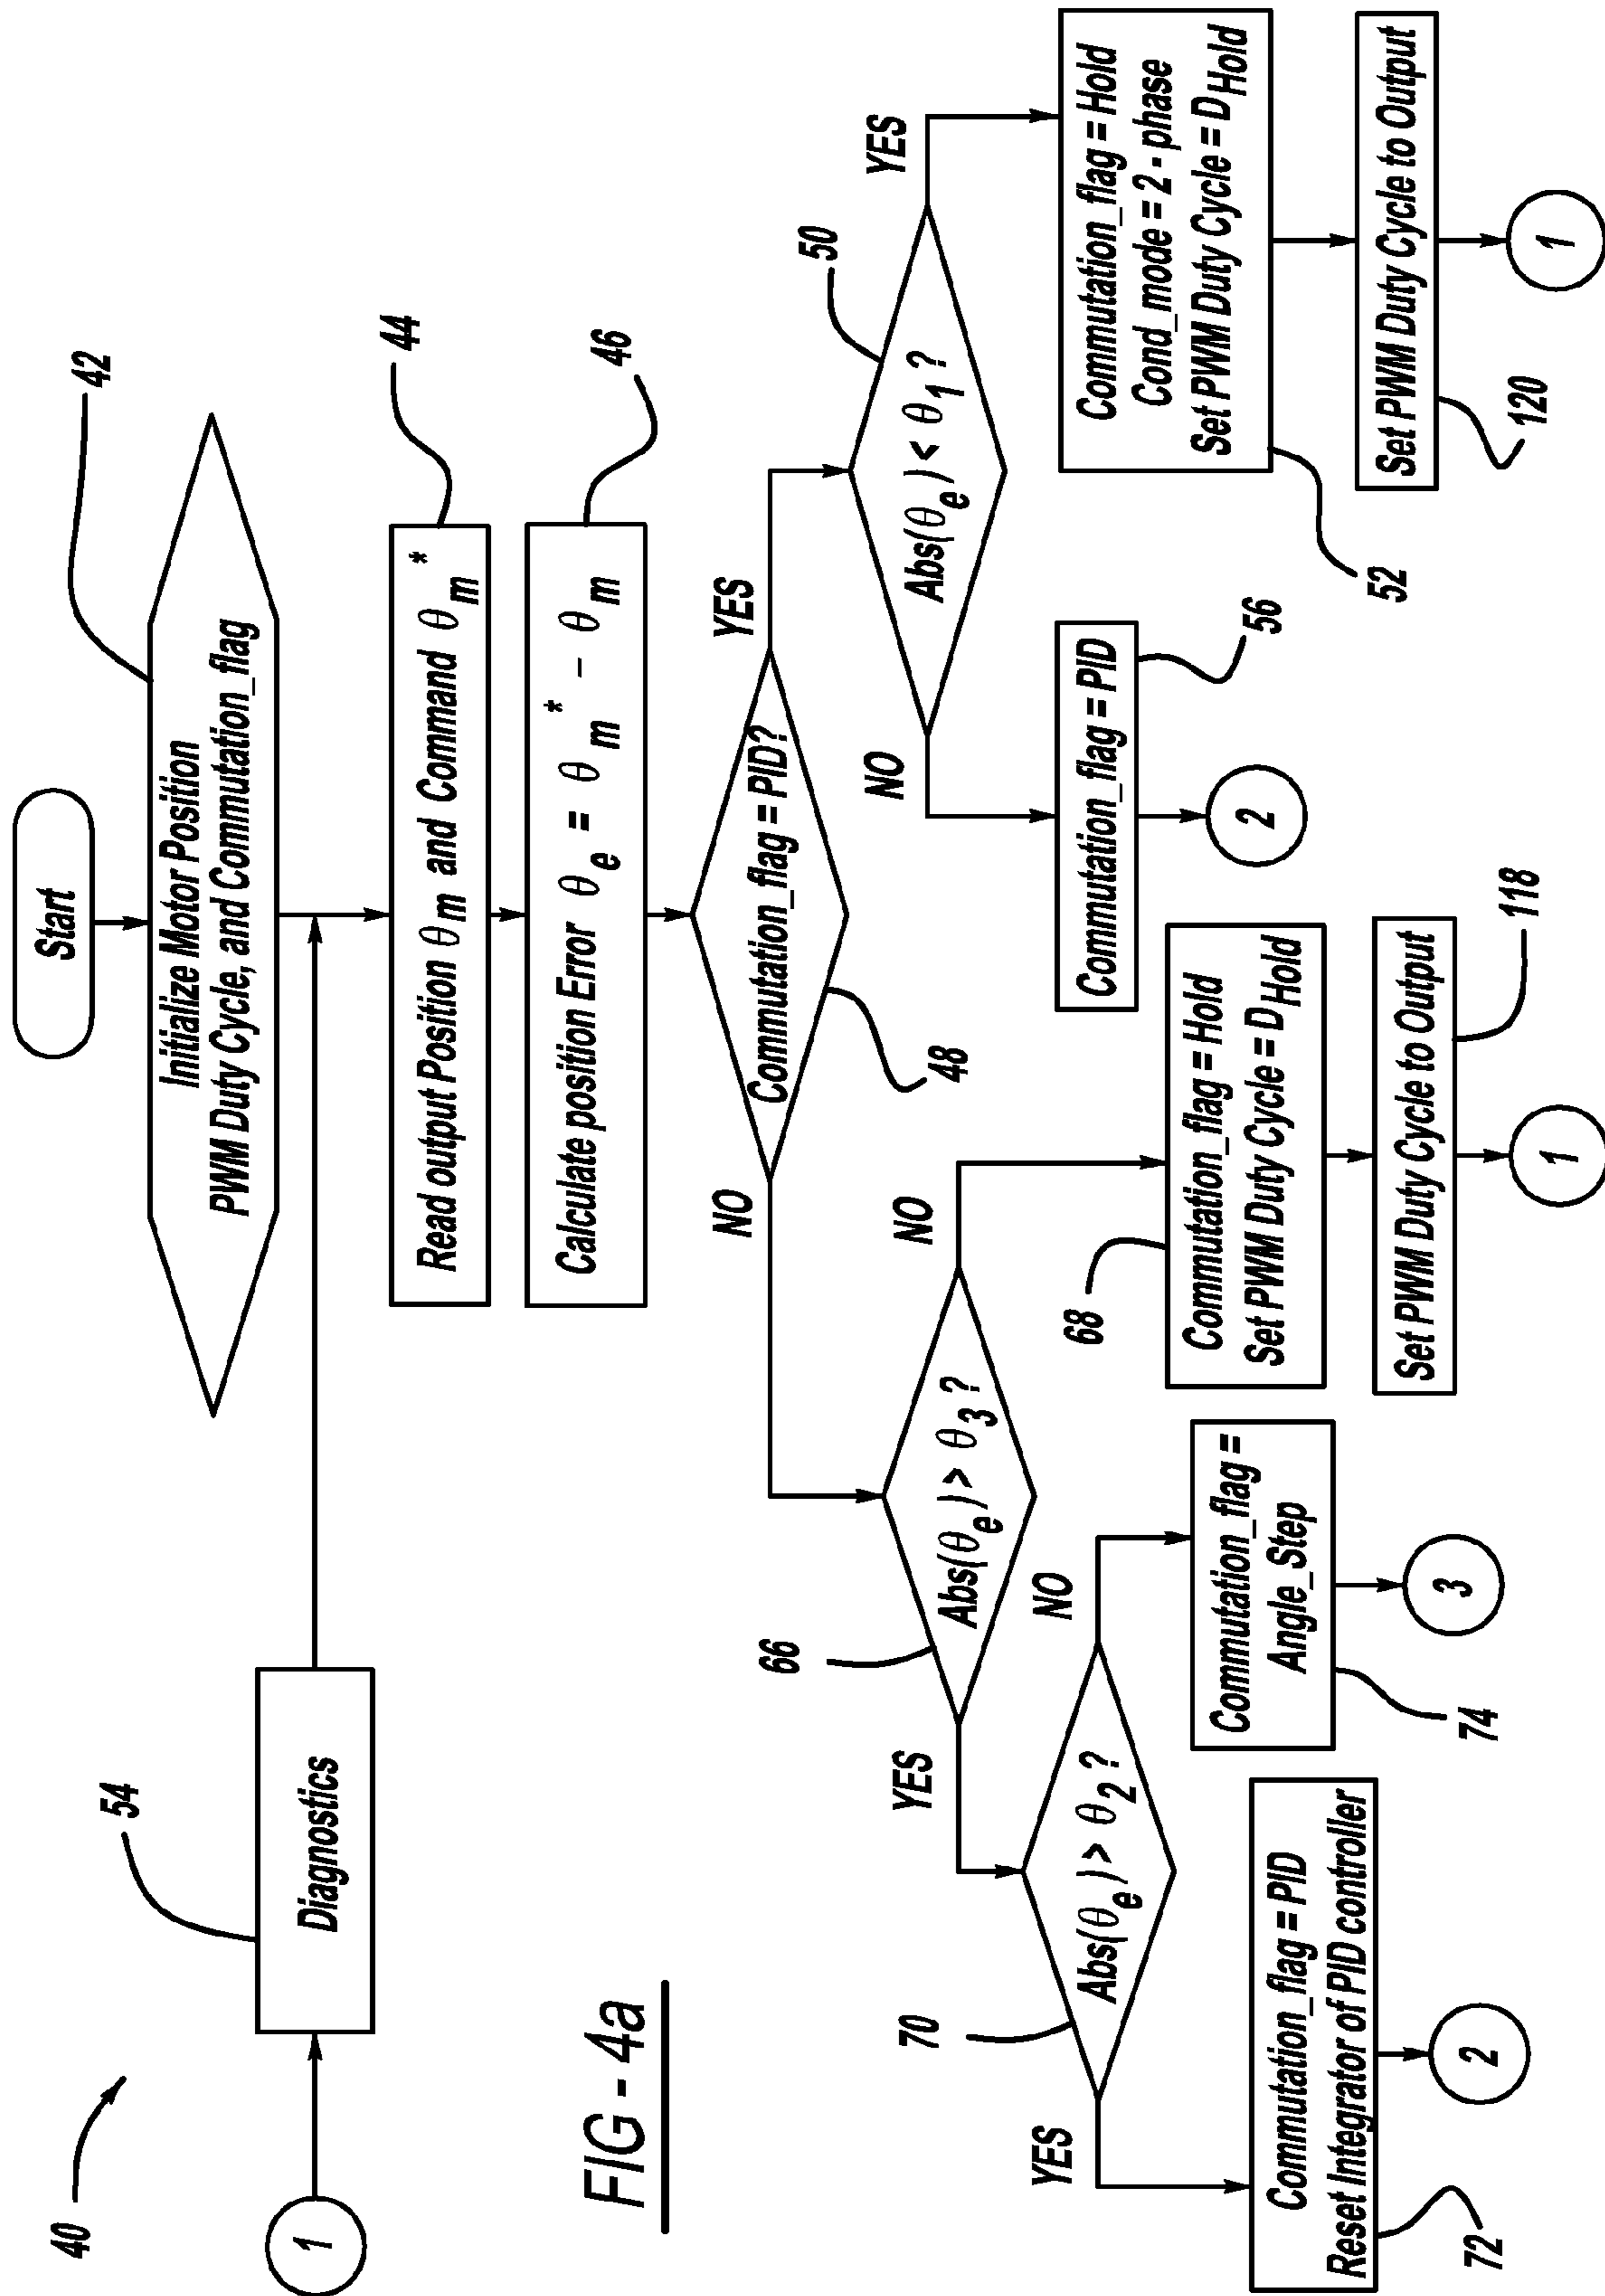 Start
42
Initialize Motor Position
PWM Duty Cycle, and Commutation_flag
40
1
54
Diagnostics
44
Read output Position θm and Command θm*
46
Calculate position Error θe = θm* - θm
FIG - 4a
Commutation_flag = PID?
48
NO
YES
66
Abs(θe) > θ3 ?
YES
NO
50
Abs(θe) < θ1 ?
NO
YES
70
Abs(θe) > θ2 ?
YES
NO
68
Commutation_flag = Hold
Set PWM Duty Cycle = DHold
Commutation_flag = PID
56
2
Commutation_flag = Hold
Cond_mode = 2 - phase
Set PWM Duty Cycle = DHold
52
Commutation_flag = PID
Reset Integrator of PID controller
72
2
Commutation_flag =
Angle_Step
74
3
Set PWM Duty Cycle to Output
118
1
Set PWM Duty Cycle to Output
120
1